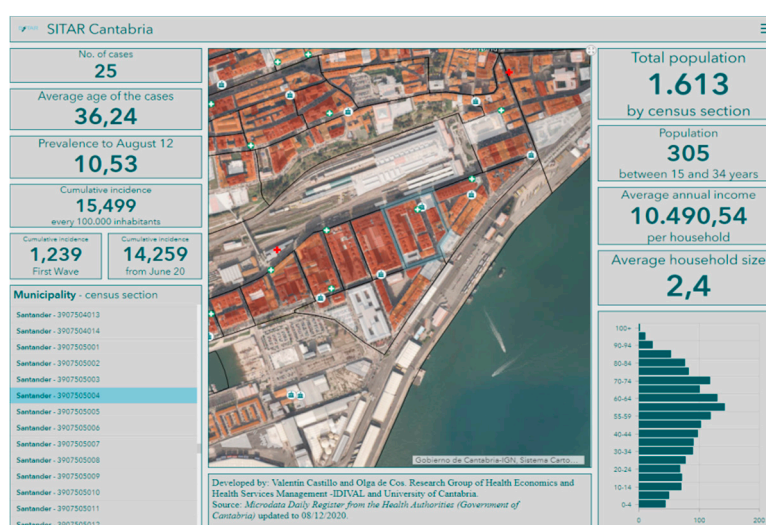 SITAR Cantabria
No. of cases
25
Average age of the cases
36,24
Prevalence to August 12
10,53
Cumulative incidence
15,499
every 100.000 inhabitants
Cumulative incidence
1,239
First Wave
Cumulative incidence
14,259
from June 20
Municipality - census section
Santander - 3907504013
Santander - 3907504014
Santander - 3907505001
Santander - 3907505002
Santander - 3907505003
Santander - 3907505004
Santander - 3907505005
Santander - 3907505006
Santander - 3907505007
Santander - 3907505008
Santander - 3907505009
Santander - 3907505010
Santander - 3907505011
Santander - 3907505012
Gobierno de Cantabria-IGN, Sistema Carto ...
Developed by: Valentín Castillo and Olga de Cos. Research Group of Health Economics and
Health Services Management -IDIVAL and University of Cantabria.
Source: Microdata Daily Register from the Health Authorities (Government of
Cantabria) updated to 08/12/2020.
Total population
1.613
by census section
Population
305
between 15 and 34 years
Average annual income
10.490,54
per household
Average household size
2,4
100+
90-94
80-84
70-74
60-64
55-59
40-44
30-34
20-24
10-14
0-4
0 100 200